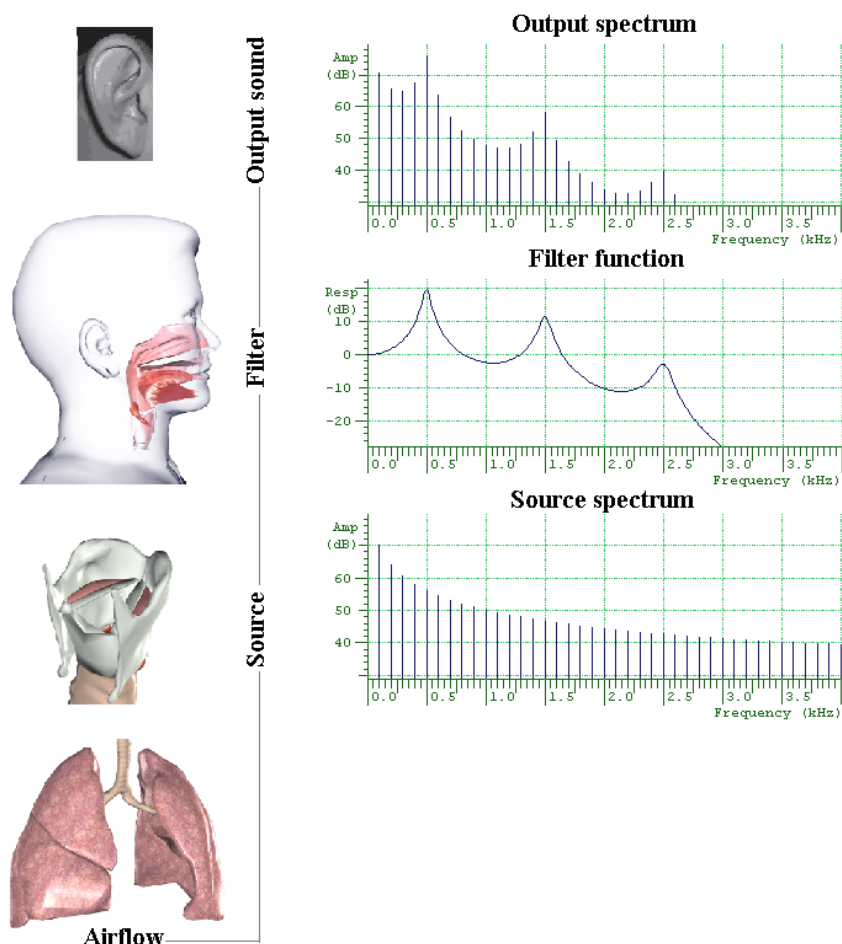 Output spectrum
Amp
(dB)
60
50
40
0.0 0.5 1.0 1.5 2.0 2.5 3.0 3.5
Frequency (kHz)
Output sound
Filter function
Resp
(dB)
10
0
-10
-20
0.0 0.5 1.0 1.5 2.0 2.5 3.0 3.5
Frequency (kHz)
Filter
Source spectrum
Amp
(dB)
60
50
40
0.0 0.5 1.0 1.5 2.0 2.5 3.0 3.5
Frequency (kHz)
Source
Airflow